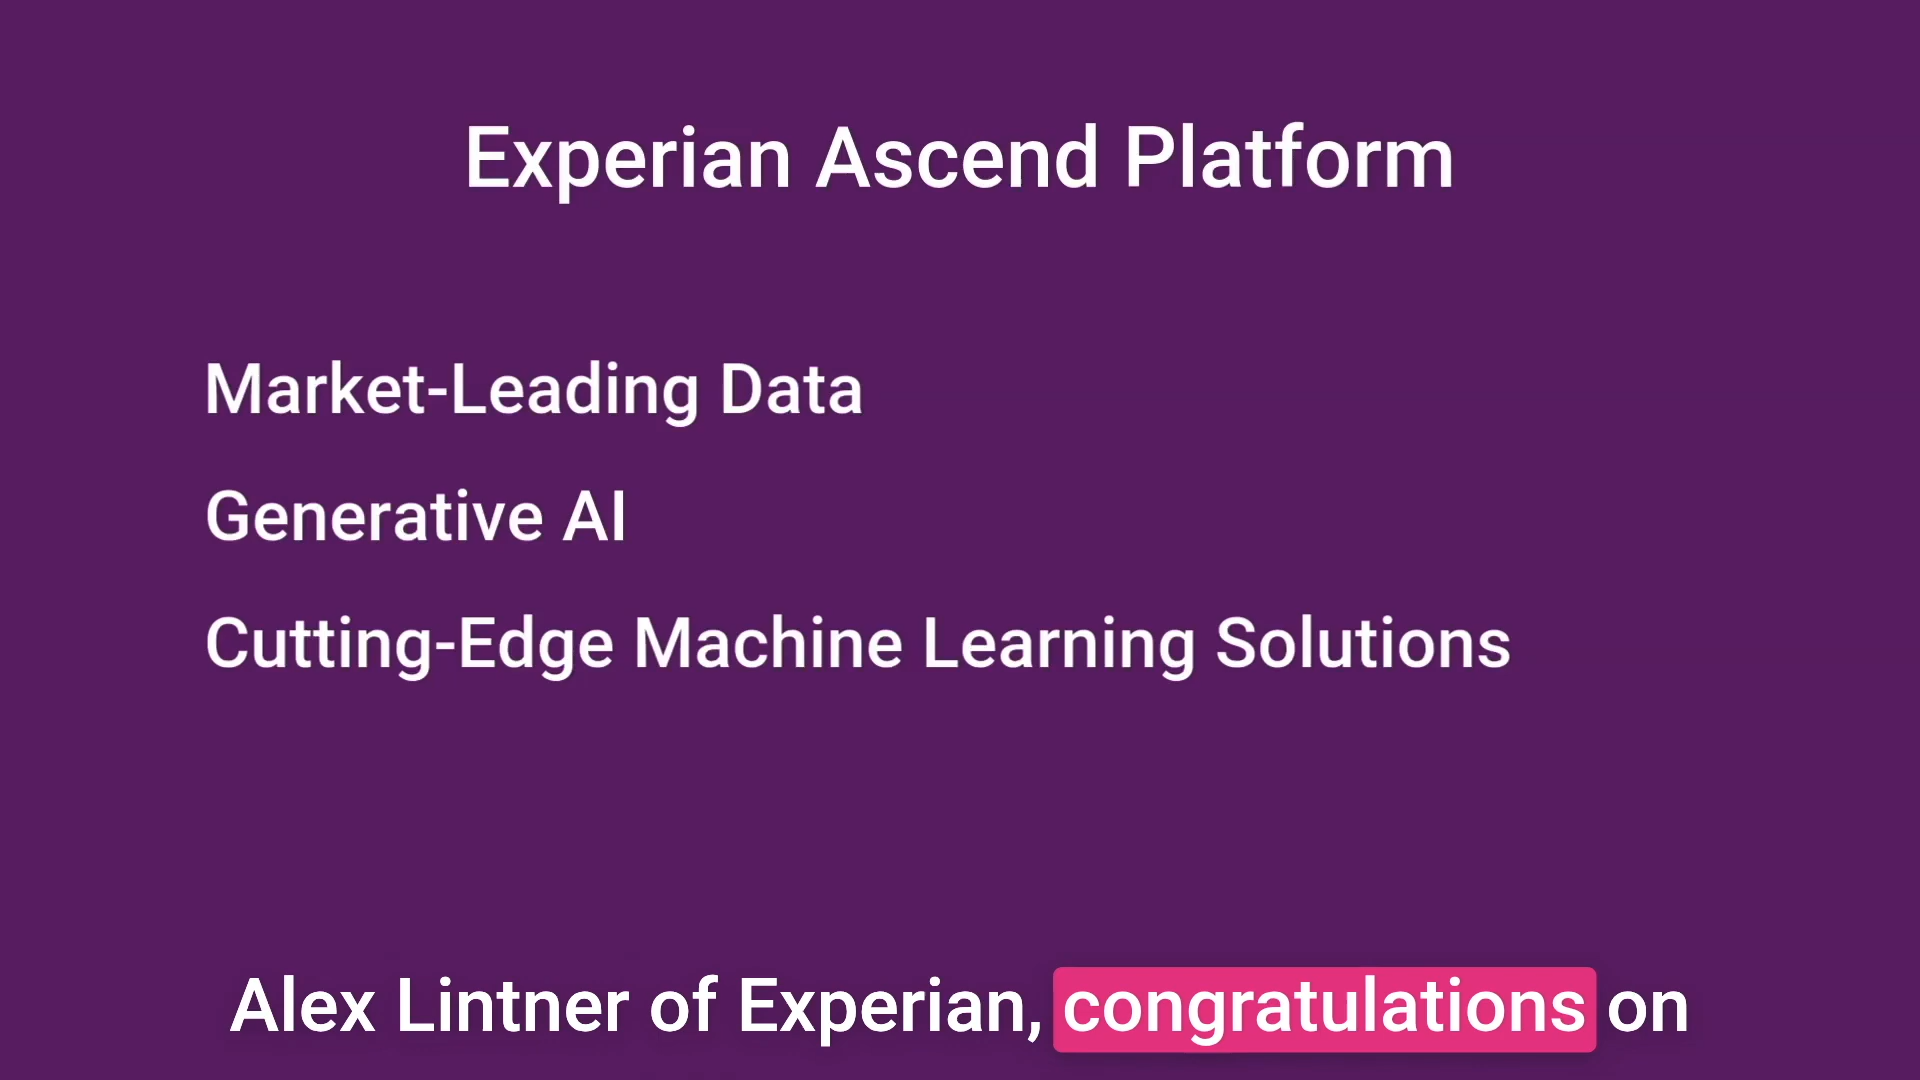 Experian Ascend Platform
Market-Leading Data
Generative AI
Cutting-Edge Machine Learning Solutions
Alex Lintner of Experian, congratulations on